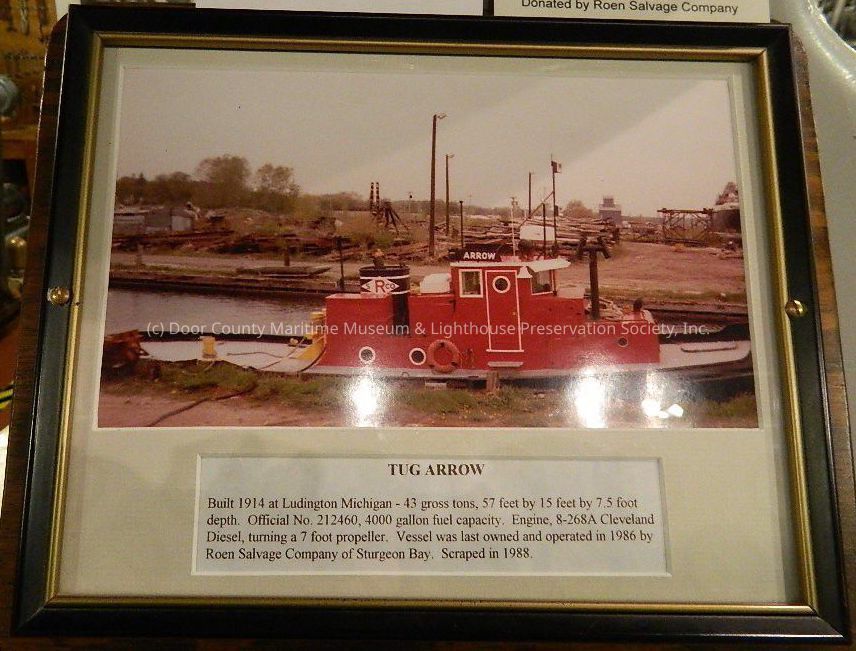 Donated by Roen Salvage Company
ARROW
R
(c) Door County Maritime Museum & Lighthouse Preservation Society, Inc.
TUG ARROW
Built 1914 at Ludington Michigan - 43 gross tons, 57 feet by 15 feet by 7.5 foot
depth. Official No. 212460, 4000 gallon fuel capacity. Engine, 8-268A Cleveland
Diesel, turning a 7 foot propeller. Vessel was last owned and operated in 1986 by
Roen Salvage Company of Sturgeon Bay. Scraped in 1988.